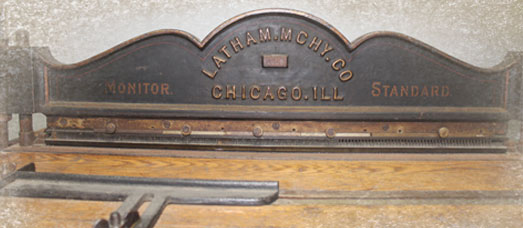 LATHAM.MCHY.CO
MONITOR. CHICAGO.ILL STANDARD